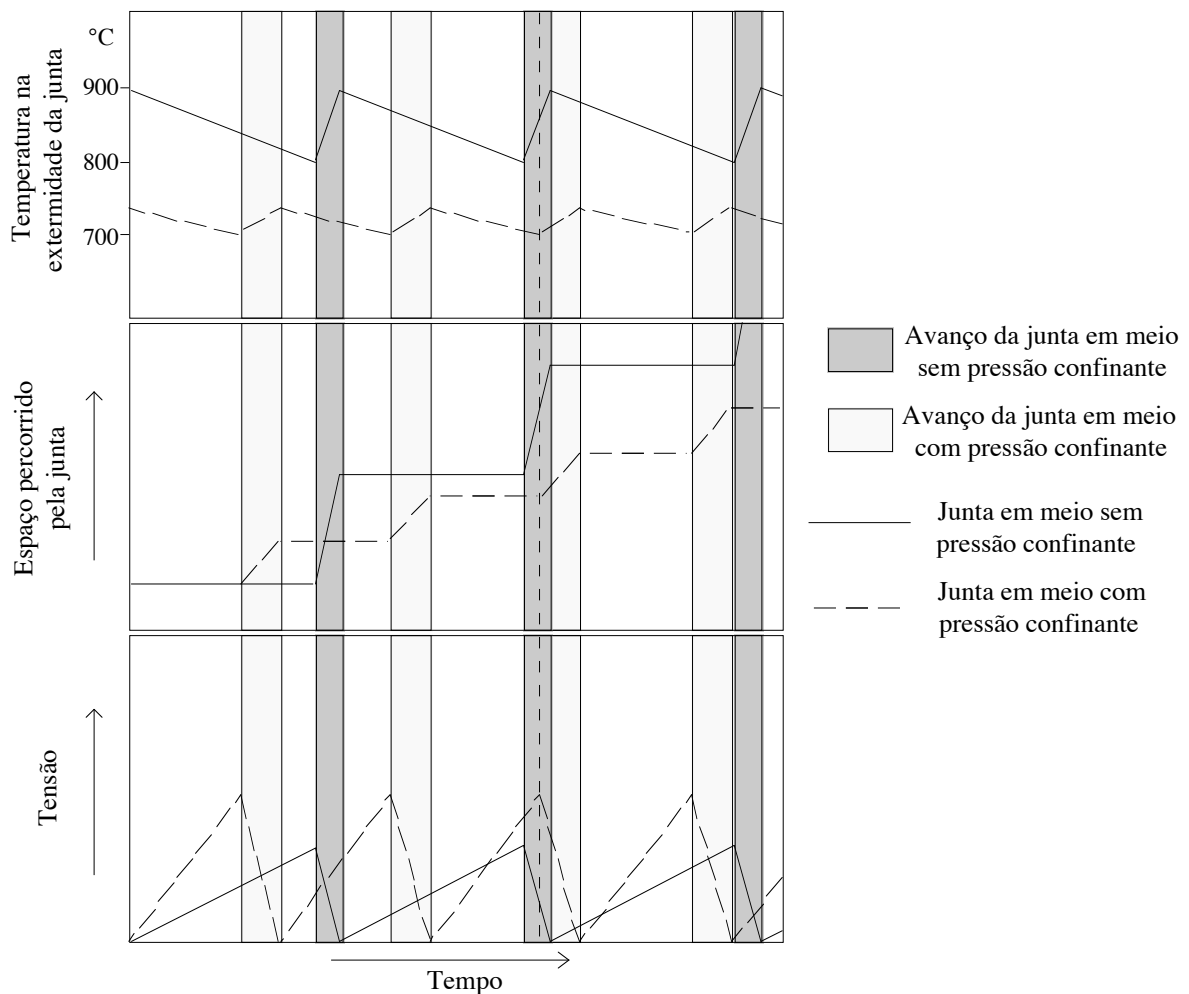 Temperatura na
extermidade da junta
°C
900
800
700
Espaço percorrido
pela junta
Tensão
Tempo
Avanço da junta em meio
sem pressão confinante
Avanço da junta em meio
com pressão confinante
Junta em meio sem
pressão confinante
Junta em meio com
pressão confinante